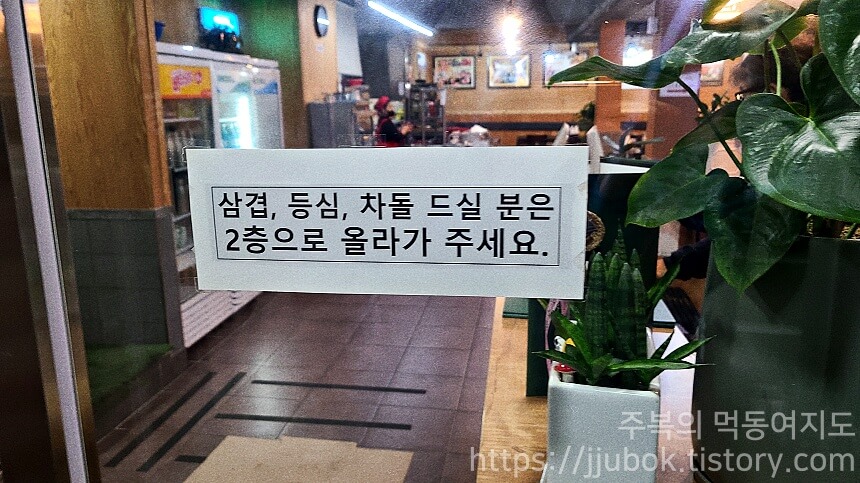 삼겹, 등심, 차돌 드실 분은
2층으로 올라가 주세요.
주복의 먹동여지도
https://jjubok.tistory.com